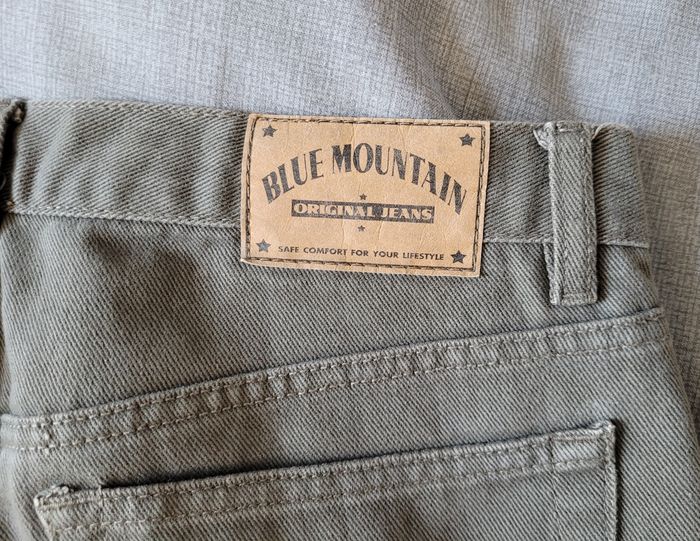 BLUE MOUNTAIN
ORIGINAL JEANS
SAFE COMFORT FOR YOUR LIFESTYLE